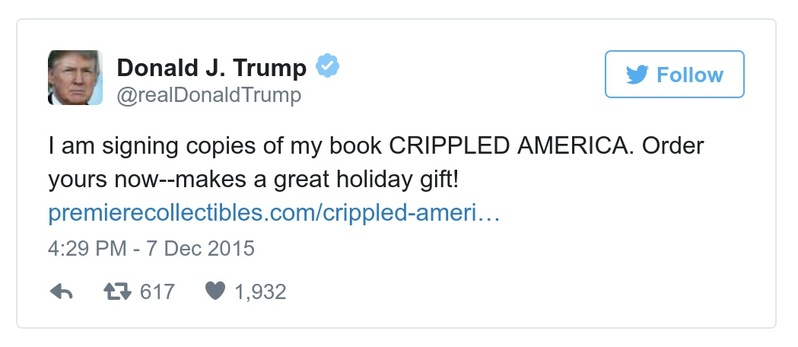 Donald J. Trump
@realDonaldTrump
Follow
I am signing copies of my book CRIPPLED AMERICA. Order
yours now--makes a great holiday gift!
premierecollectibles.com/crippled-ameri…
4:29 PM - 7 Dec 2015
617 1,932